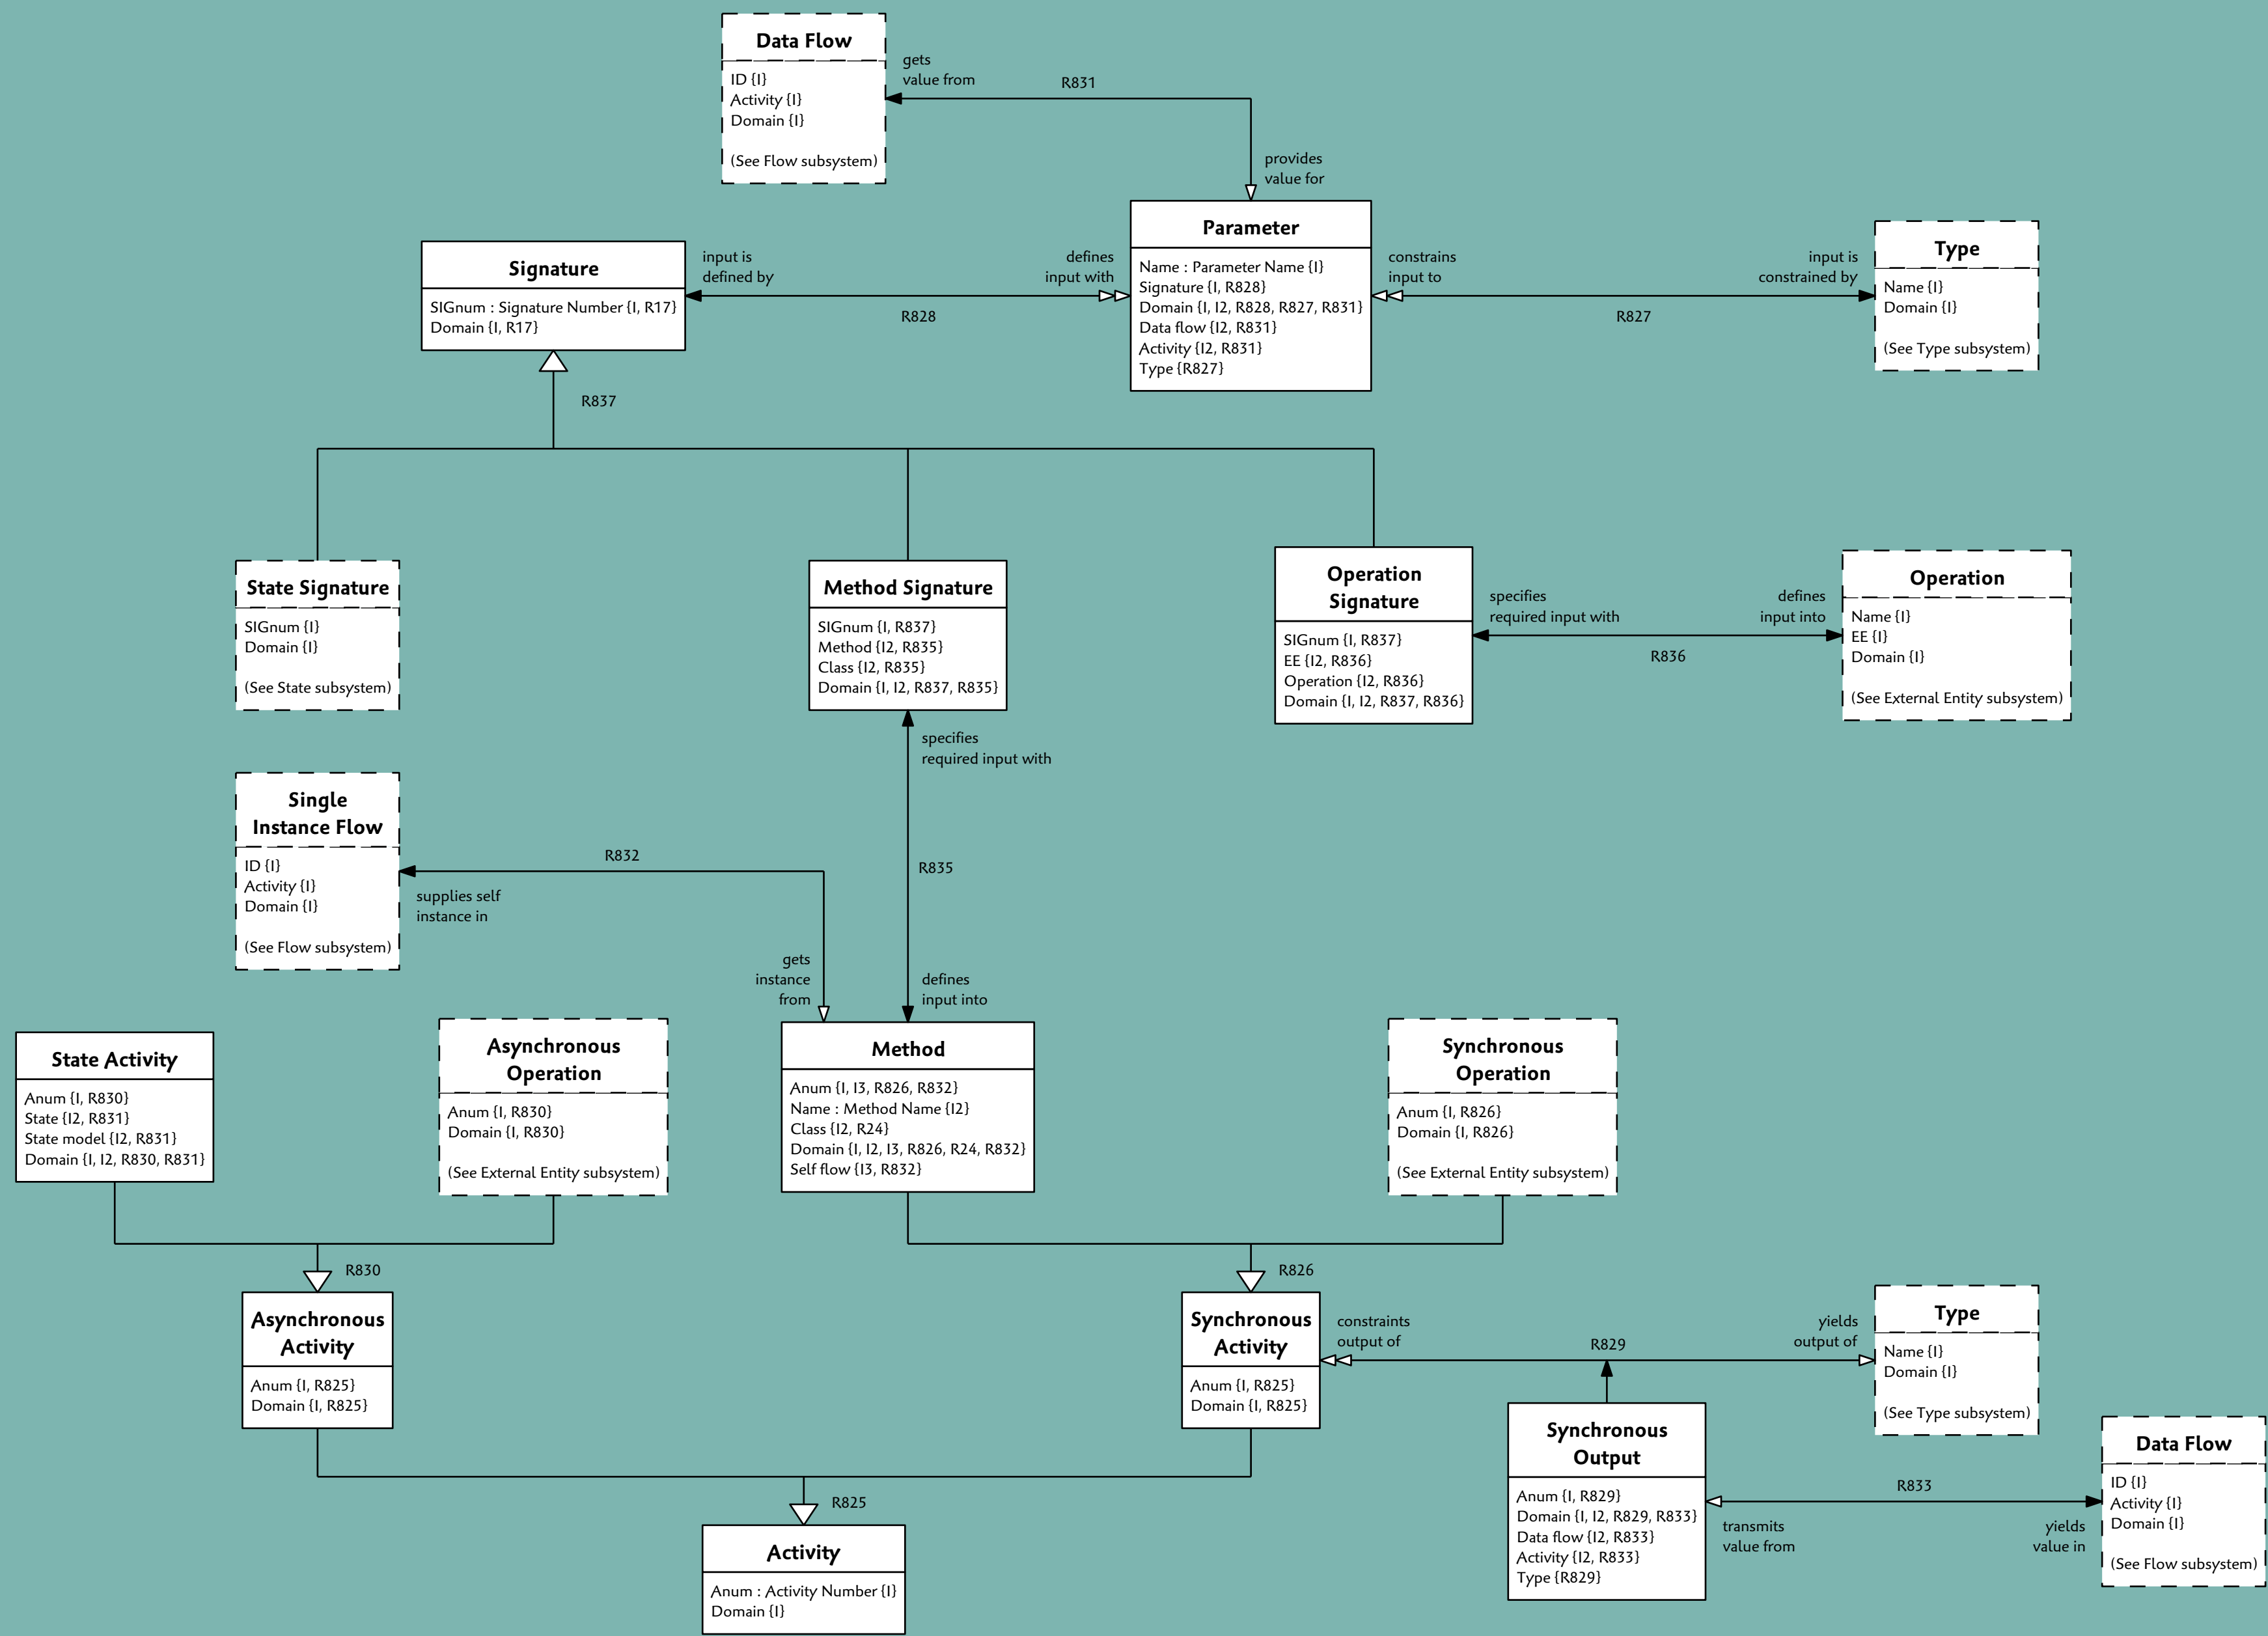 Data Flow
ID {I}
Activity {I}
Domain {I}
(See Flow subsystem)
gets
value from
R831
provides
value for
Signature
SIGnum : Signature Number {I, R17}
Domain {I, R17}
input is
defined by
defines
input with
R828
Parameter
Name : Parameter Name {I}
Signature {I, R828}
Domain {I, I2, R828, R827, R831}
Data flow {I2, R831}
Activity {I2, R831}
Type {R827}
constrains
input to
input is
constrained by
R827
Type
Name {I}
Domain {I}
(See Type subsystem)
R837
State Signature
SIGnum {I}
Domain {I}
(See State subsystem)
Method Signature
SIGnum {I, R837}
Method {I2, R835}
Class {I2, R835}
Domain {I, I2, R837, R835}
Operation
Signature
SIGnum {I, R837}
EE {I2, R836}
Operation {I2, R836}
Domain {I, I2, R837, R836}
specifies
required input with
defines
input into
R836
Operation
Name {I}
EE {I}
Domain {I}
(See External Entity subsystem)
specifies
required input with
R835
defines
input into
Single
Instance Flow
ID {I}
Activity {I}
Domain {I}
(See Flow subsystem)
R832
supplies self
instance in
gets
instance
from
State Activity
Anum {I, R830}
State {I2, R831}
State model {I2, R831}
Domain {I, I2, R830, R831}
Asynchronous
Operation
Anum {I, R830}
Domain {I, R830}
(See External Entity subsystem)
Method
Anum {I, I3, R826, R832}
Name : Method Name {I2}
Class {I2, R24}
Domain {I, I2, I3, R826, R24, R832}
Self flow {I3, R832}
Synchronous
Operation
Anum {I, R826}
Domain {I, R826}
(See External Entity subsystem)
R830
R826
Asynchronous
Activity
Anum {I, R825}
Domain {I, R825}
Synchronous
Activity
Anum {I, R825}
Domain {I, R825}
constraints
output of
R829
yields
output of
Type
Name {I}
Domain {I}
(See Type subsystem)
Synchronous
Output
Anum {I, R829}
Domain {I, I2, R829, R833}
Data flow {I2, R833}
Activity {I2, R833}
Type {R829}
R833
transmits
value from
yields
value in
Data Flow
ID {I}
Activity {I}
Domain {I}
(See Flow subsystem)
R825
Activity
Anum : Activity Number {I}
Domain {I}